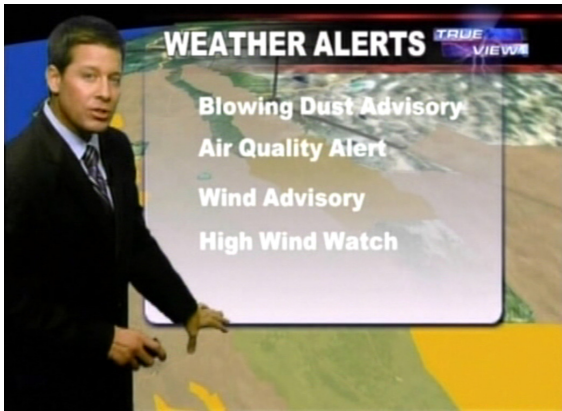 WEATHER ALERTS
TRUE
VIEW
Blowing Dust Advisory
Air Quality Alert
Wind Advisory
High Wind Watch